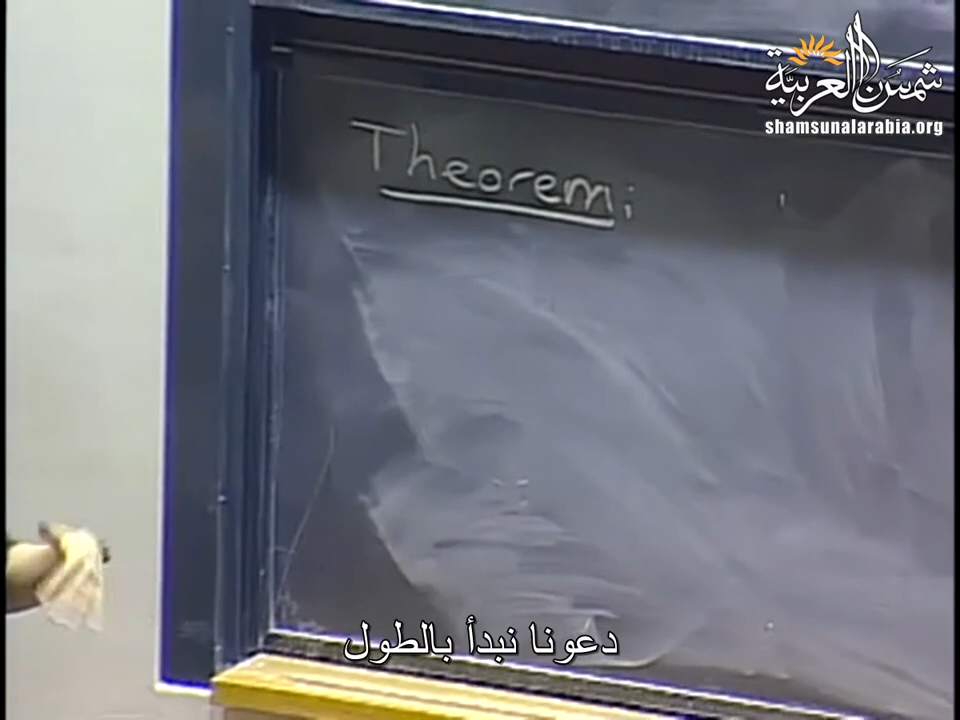 شمس العربية
shamsunalarabia.org
Theorem:
دعونا نبدأ بالطول